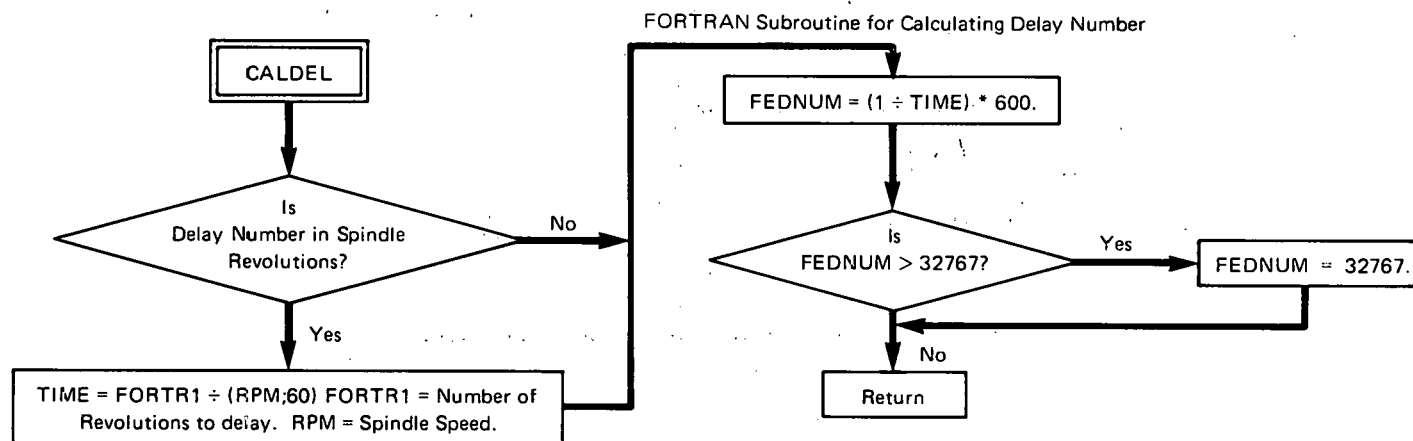 FORTRAN Subroutine for Calculating Delay Number
CALDEL
Is
Delay Number in Spindle
Revolutions?
No
Yes
TIME = FORTR1 ÷ (RPM;60) FORTR1 = Number of
Revolutions to delay. RPM = Spindle Speed.
FEDNUM = (1 ÷ TIME) * 600.
Is
FEDNUM > 32767?
Yes
FEDNUM = 32767.
No
Return